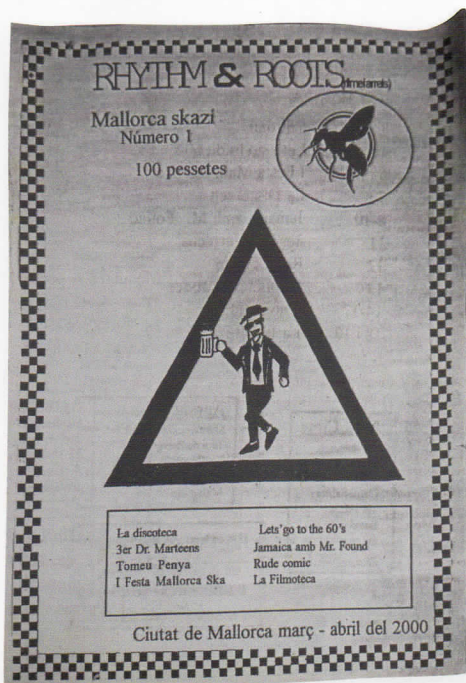 RHYTHM & ROOTS (ritme i arrels)
Mallorca skazi
Número 1
100 pessetes
La discoteca
3er Dr. Marteens
Tomeu Penya
I Festa Mallorca Ska
Lets'go to the 60's
Jamaica amb Mr. Found
Rude comic
La Filmoteca
Ciutat de Mallorca març - abril del 2000